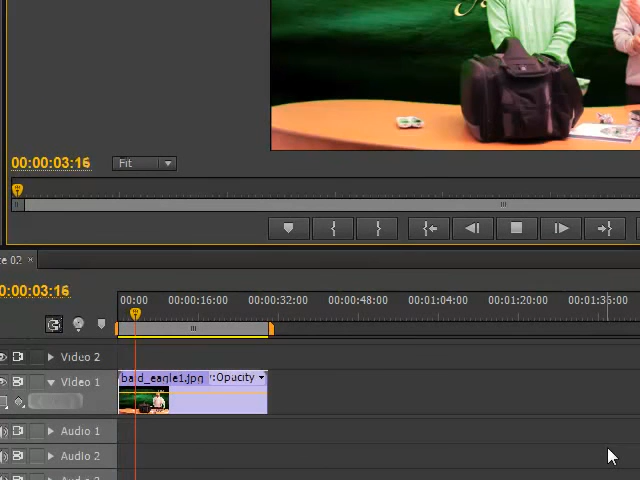 00:00:03:16
Fit
te 02 ×
0:00:03:16
00:00
00:00:16:00
00:00:32:00
00:00:48:00
00:01:04:00
00:01:20:00
00:01:36:00
Video 2
Video 1
bald_eagle1.jpg
r:Opacity
Audio 1
Audio 2